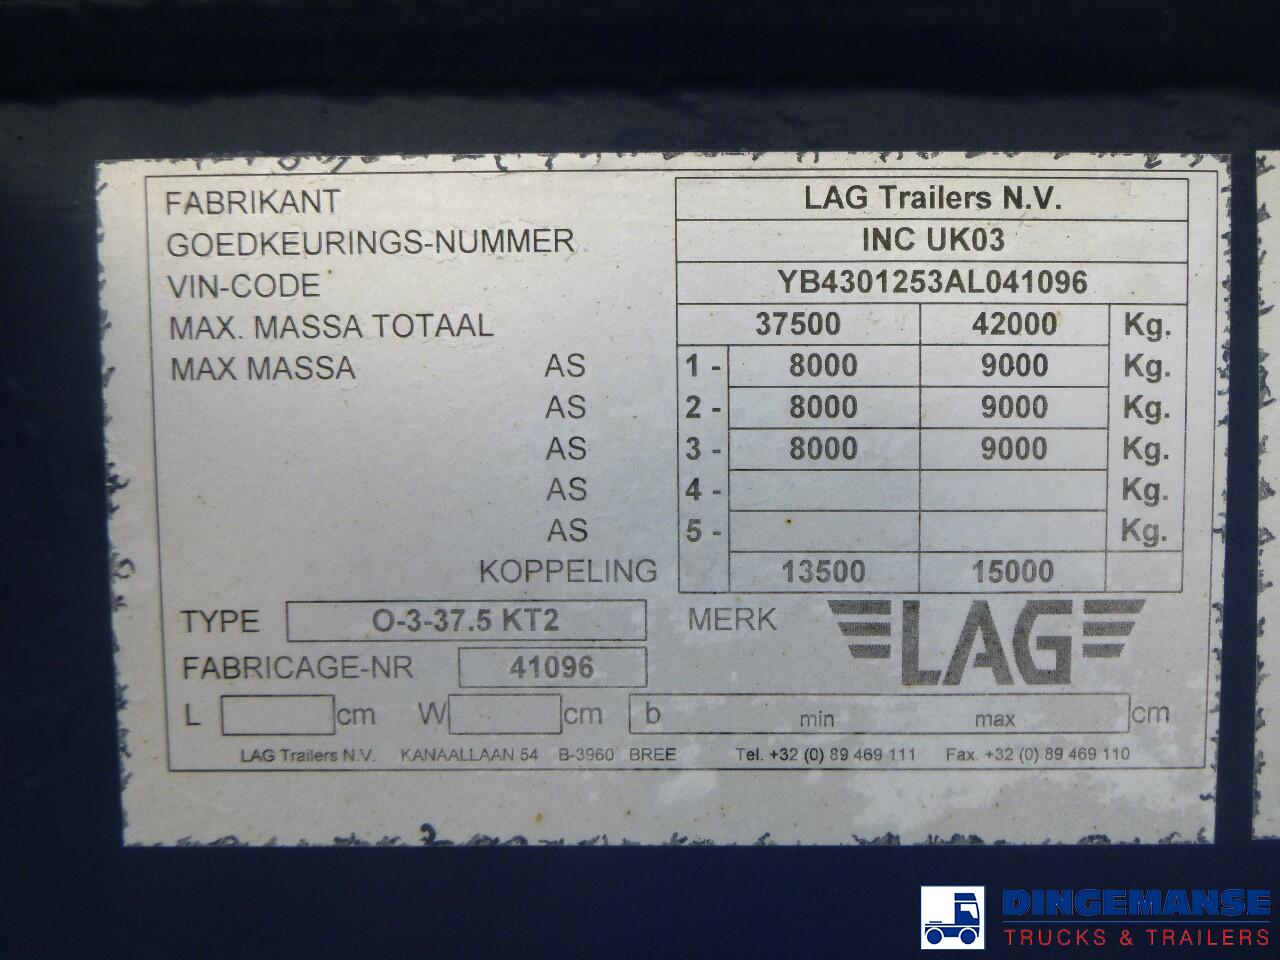 FABRIKANT LAG Trailers N.V.
GOEDKEURINGS-NUMMER INC UK03
VIN-CODE YB4301253AL041096
MAX. MASSA TOTAAL 37500 42000 Kg.
MAX MASSA AS 1 - 8000 9000 Kg.
AS 2 - 8000 9000 Kg.
AS 3 - 8000 9000 Kg.
AS 4 - Kg.
AS 5 - Kg.
KOPPELING 13500 15000
TYPE O-3-37.5 KT2 MERK LAG
FABRICAGE-NR 41096
L cm W cm b min max cm
LAG Trailers N.V. KANAALLAAN 54 B-3960 BREE Tel. +32 (0) 89 469 111 Fax. +32 (0) 89 469 110
DINGEMANSE
TRUCKS & TRAILERS